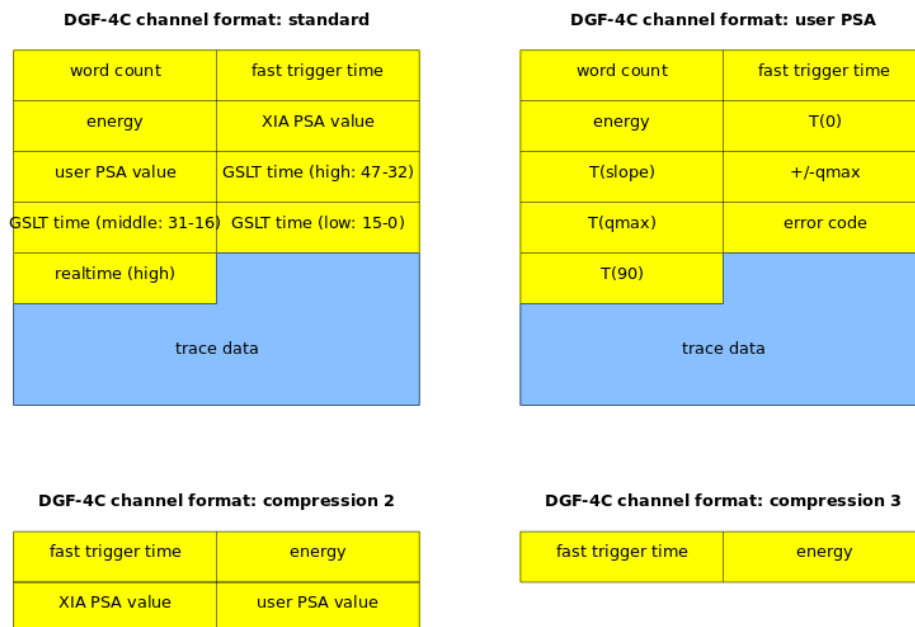 DGF-4C channel format: standard
word count
fast trigger time
energy
XIA PSA value
user PSA value
GSLT time (high: 47-32)
GSLT time (middle: 31-16)
GSLT time (low: 15-0)
realtime (high)
trace data
DGF-4C channel format: user PSA
word count
fast trigger time
energy
T(0)
T(slope)
+/-qmax
T(qmax)
error code
T(90)
trace data
DGF-4C channel format: compression 2
fast trigger time
energy
XIA PSA value
user PSA value
DGF-4C channel format: compression 3
fast trigger time
energy